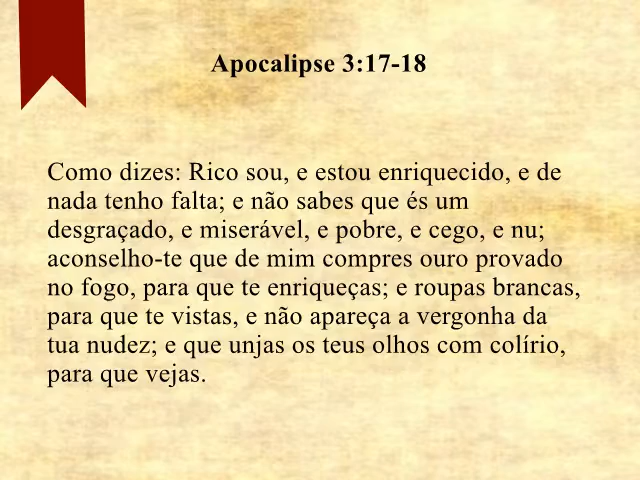 Apocalipse 3:17-18
Como dizes: Rico sou, e estou enriquecido, e de
nada tenho falta; e não sabes que és um
desgraçado, e miserável, e pobre, e cego, e nu;
aconselho-te que de mim compres ouro provado
no fogo, para que te enriqueças; e roupas brancas,
para que te vistas, e não apareça a vergonha da
tua nudez; e que unjas os teus olhos com colírio,
para que vejas.